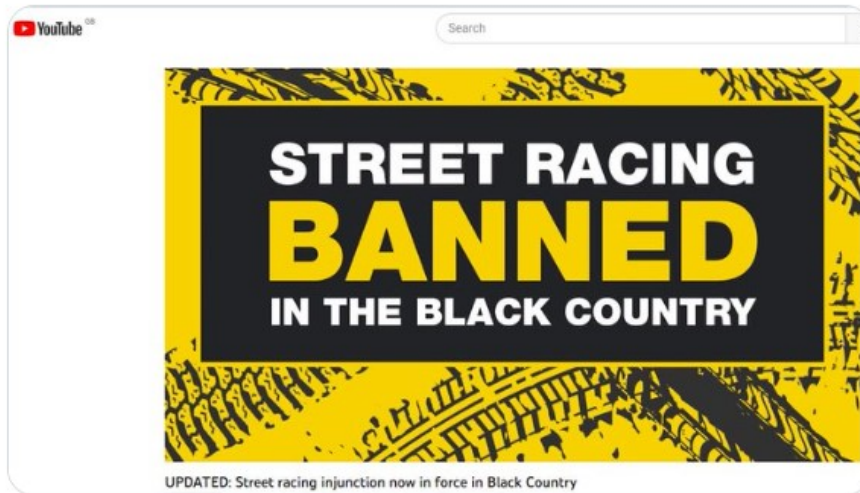 YouTube GB
Search
STREET RACING
BANNED
IN THE BLACK COUNTRY
UPDATED: Street racing injunction now in force in Black Country